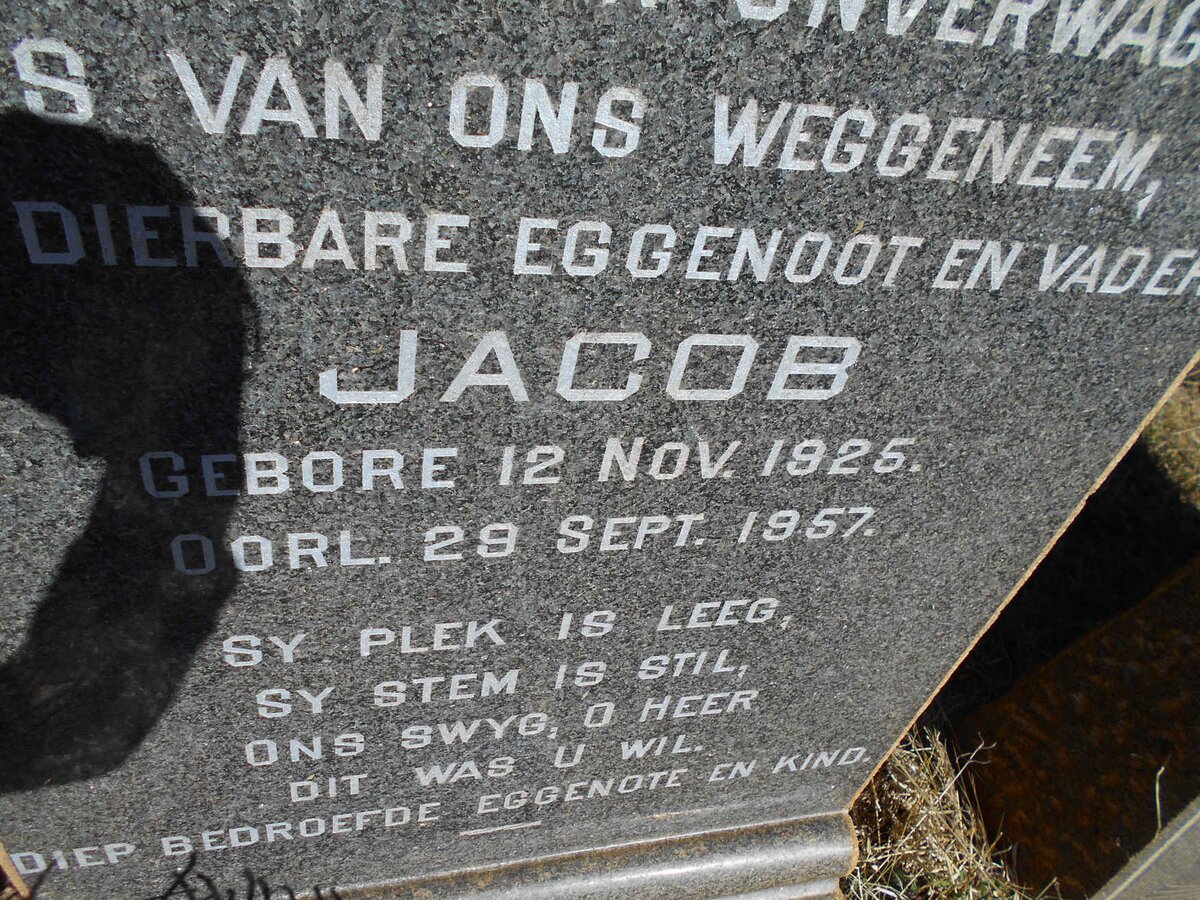 S VAN ONS WEGGENEEM,
DIERBARE EGGENOOT EN VADER
JACOB
GEBORE 12 NOV. 1925.
OORL. 29 SEPT. 1957.
SY PLEK IS LEEG,
SY STEM IS STIL,
ONS SWYG, O HEER
DIT WAS U WIL.
DIEP BEDROEFDE EGGENOTE EN KIND.